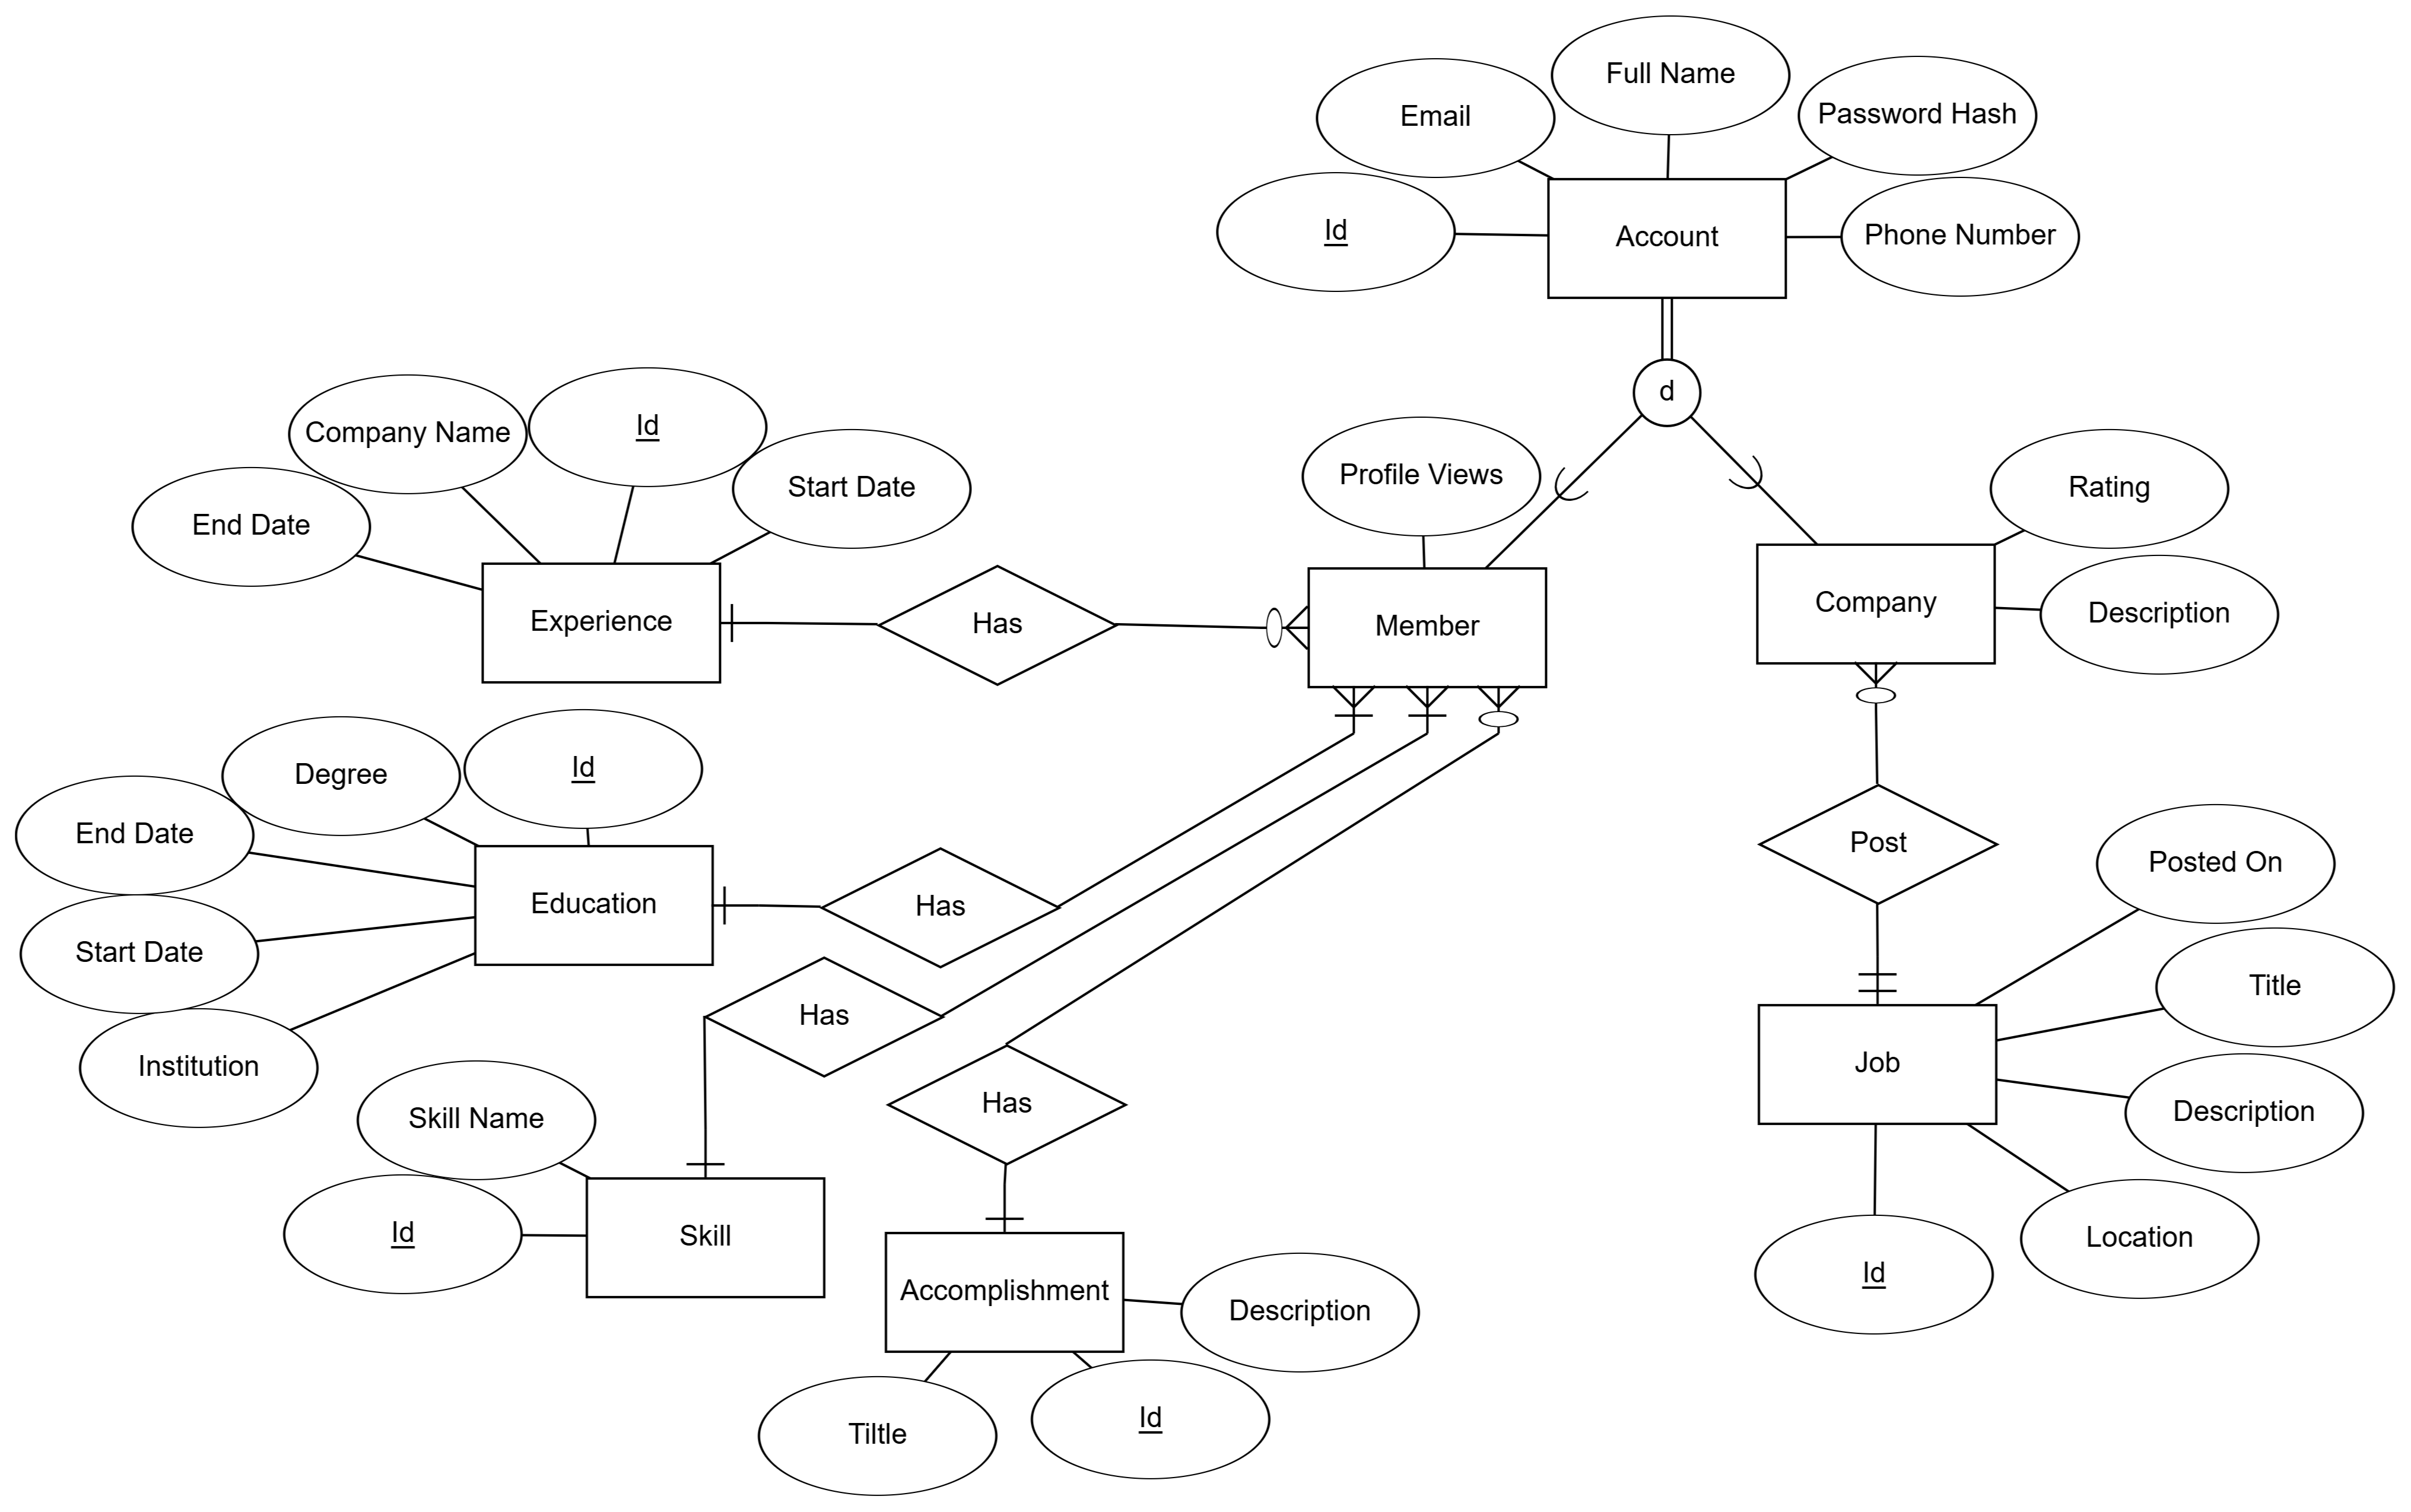 Full Name
Email
Password Hash
Id
Account
Phone Number
d
Company Name
Id
Start Date
End Date
Profile Views
Rating
Experience
Has
Member
Company
Description
Degree
Id
End Date
Education
Has
Start Date
Institution
Post
Posted On
Title
Has
Job
Description
Skill Name
Has
Id
Skill
Location
Id
Accomplishment
Description
Tiltle
Id